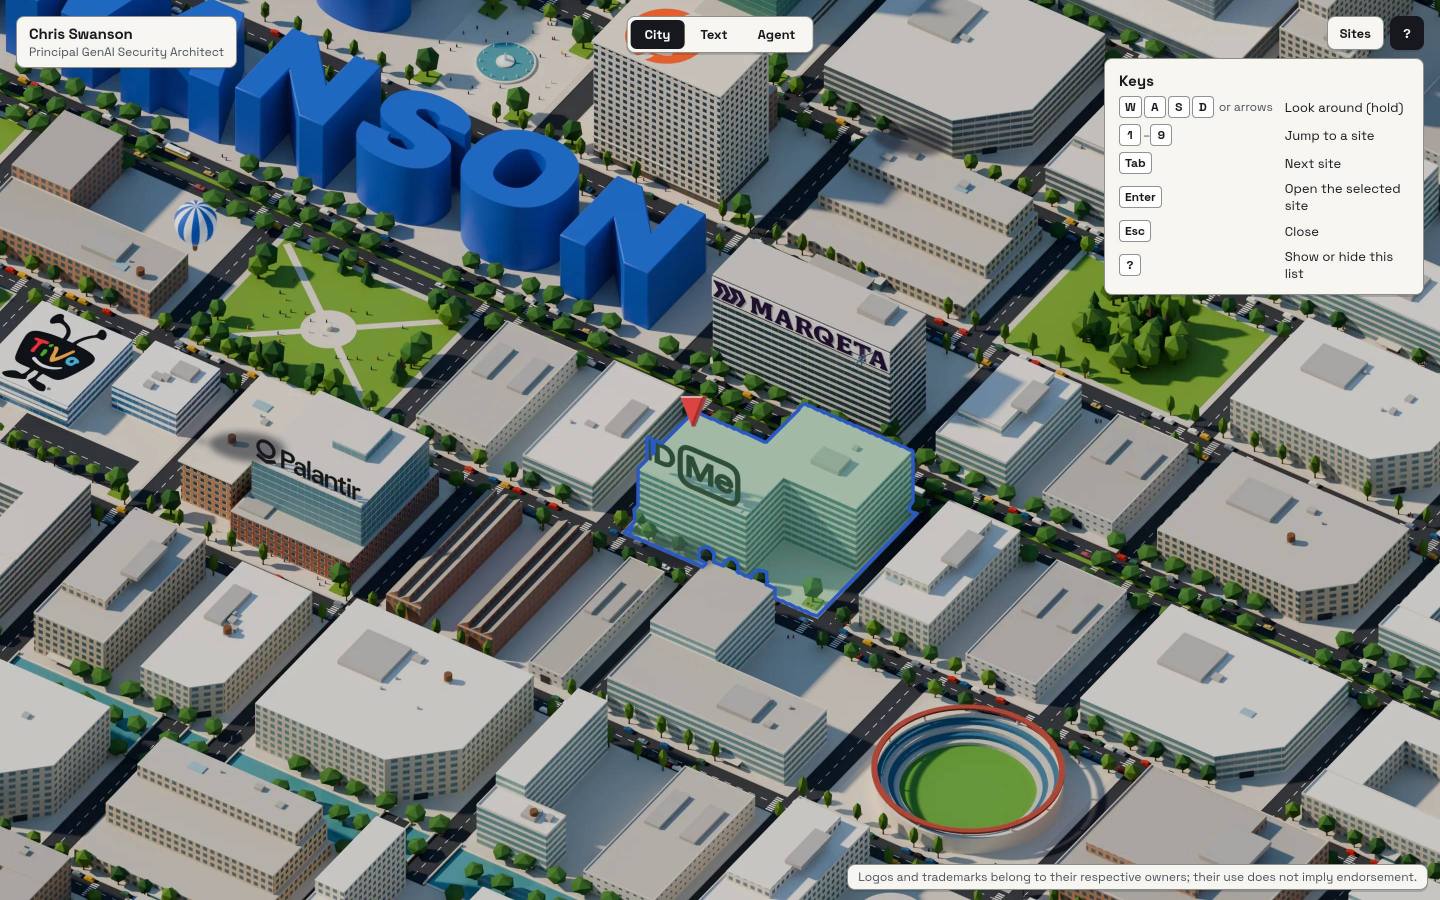 Chris Swanson
Principal GenAI Security Architect
City Text Agent
Sites ?
Keys
W A S D or arrows Look around (hold)
1 – 9 Jump to a site
Tab Next site
Enter Open the selected
site
Esc Close
? Show or hide this
list
NSON
MARQETA
TiVo
Palantir
ID Me
Logos and trademarks belong to their respective owners; their use does not imply endorsement.